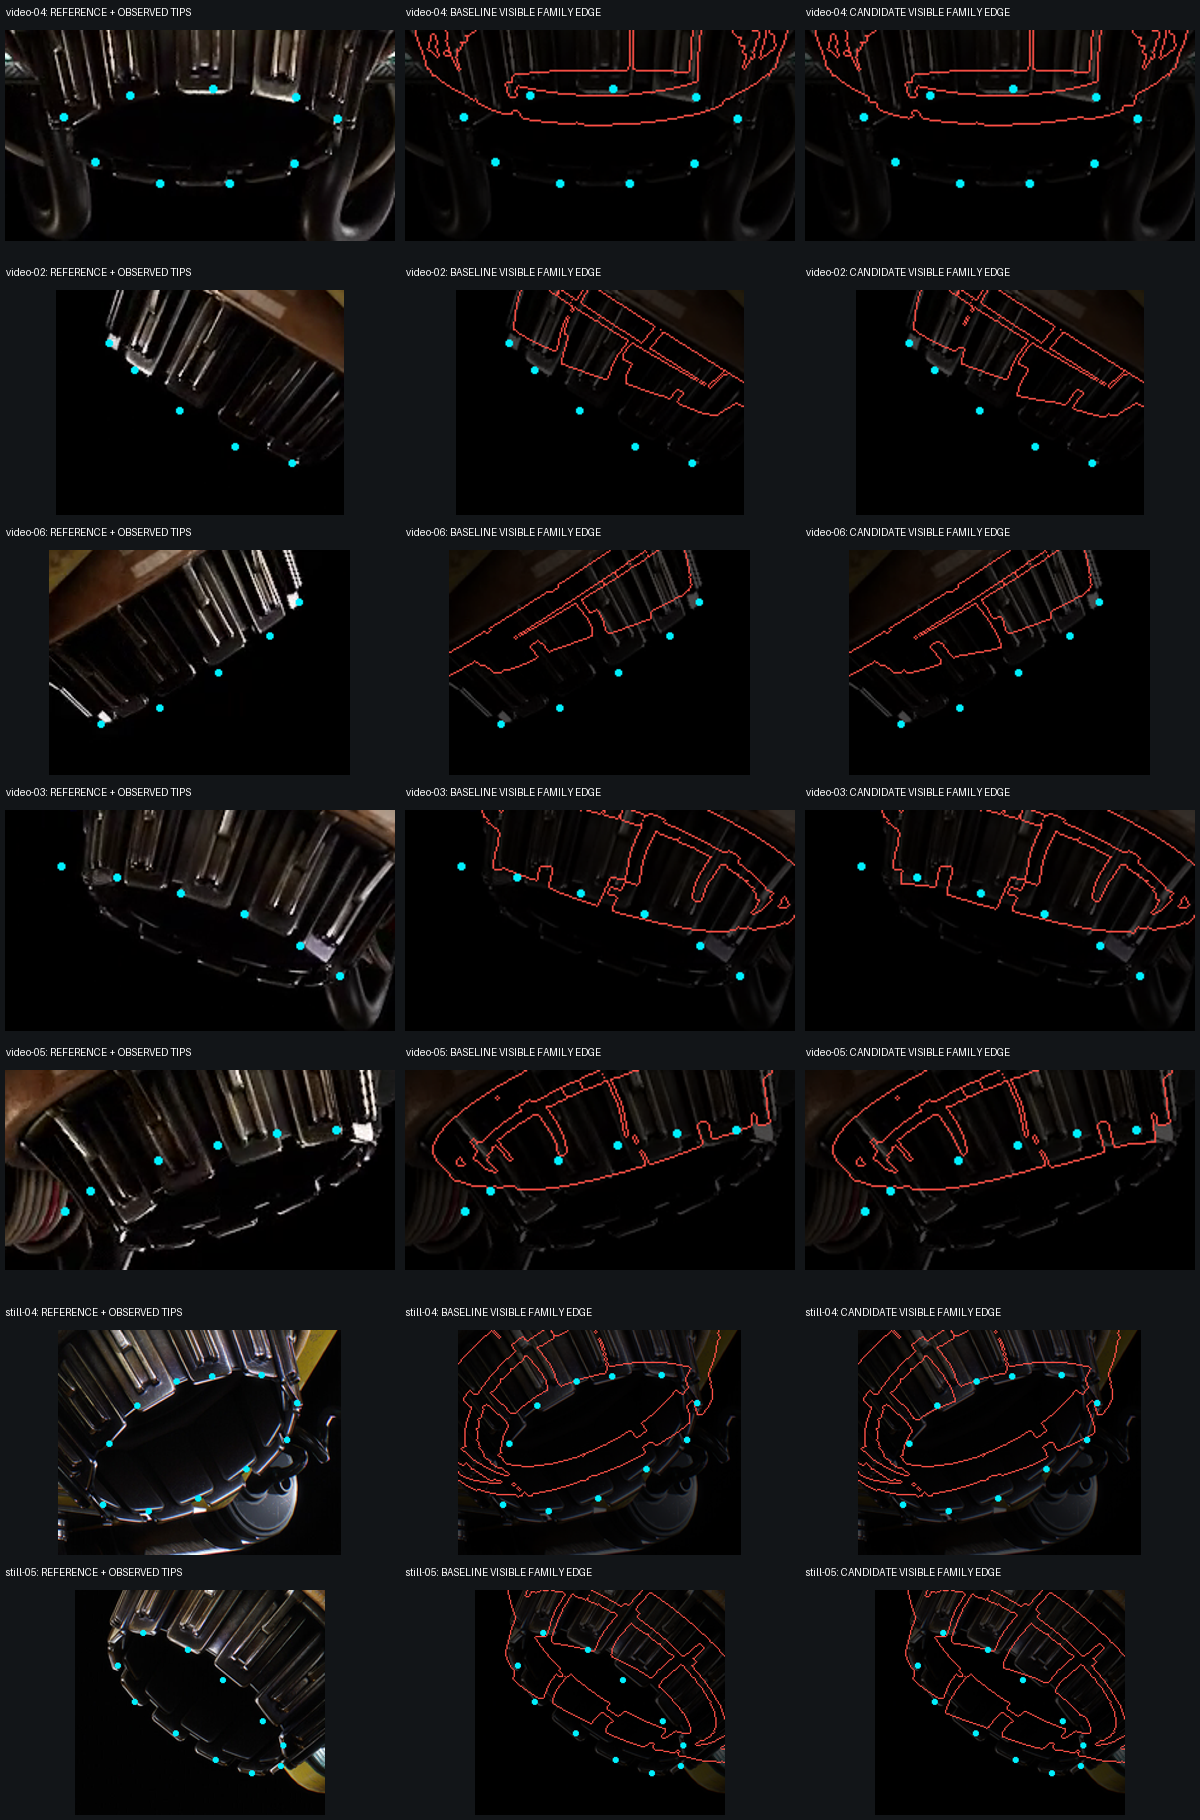 video-04: REFERENCE + OBSERVED TIPS
video-04: BASELINE VISIBLE FAMILY EDGE
video-04: CANDIDATE VISIBLE FAMILY EDGE
video-02: REFERENCE + OBSERVED TIPS
video-02: BASELINE VISIBLE FAMILY EDGE
video-02: CANDIDATE VISIBLE FAMILY EDGE
video-06: REFERENCE + OBSERVED TIPS
video-06: BASELINE VISIBLE FAMILY EDGE
video-06: CANDIDATE VISIBLE FAMILY EDGE
video-03: REFERENCE + OBSERVED TIPS
video-03: BASELINE VISIBLE FAMILY EDGE
video-03: CANDIDATE VISIBLE FAMILY EDGE
video-05: REFERENCE + OBSERVED TIPS
video-05: BASELINE VISIBLE FAMILY EDGE
video-05: CANDIDATE VISIBLE FAMILY EDGE
still-04: REFERENCE + OBSERVED TIPS
still-04: BASELINE VISIBLE FAMILY EDGE
still-04: CANDIDATE VISIBLE FAMILY EDGE
still-05: REFERENCE + OBSERVED TIPS
still-05: BASELINE VISIBLE FAMILY EDGE
still-05: CANDIDATE VISIBLE FAMILY EDGE